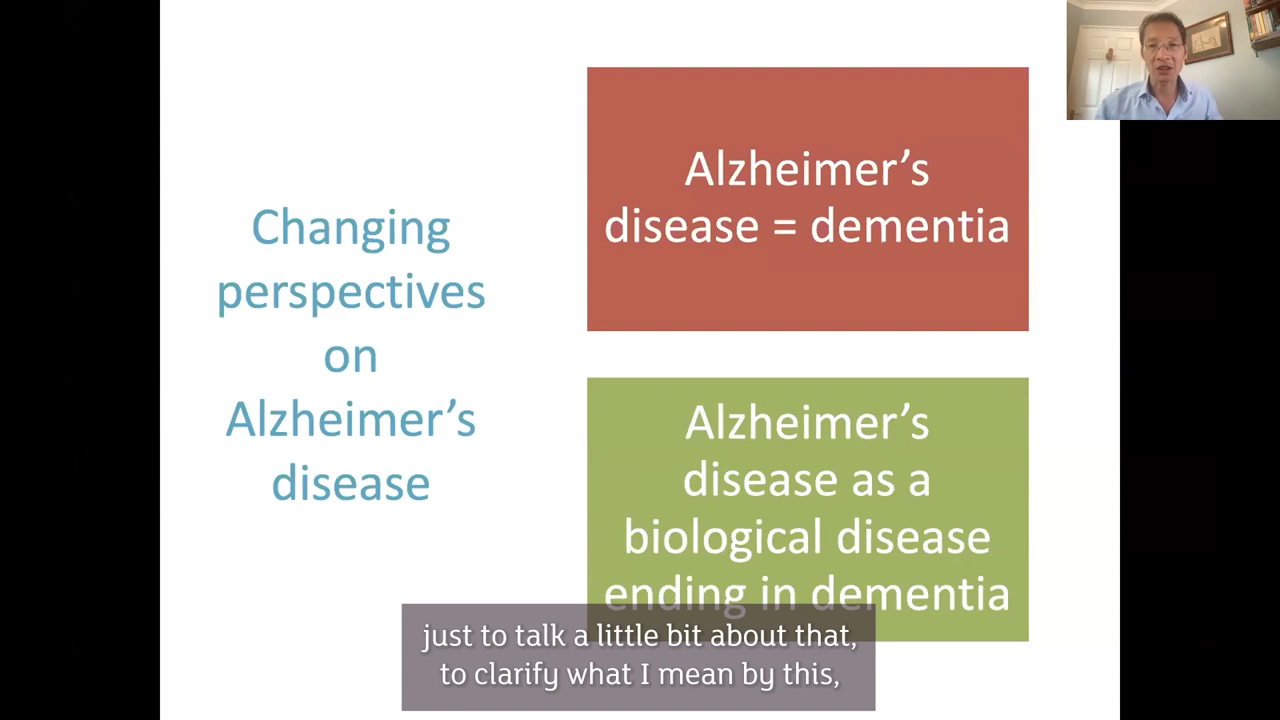 Changing
perspectives
on
Alzheimer’s
disease
Alzheimer’s
disease = dementia
Alzheimer’s
disease as a
biological disease
ending in dementia
just to talk a little bit about that,
to clarify what I mean by this,